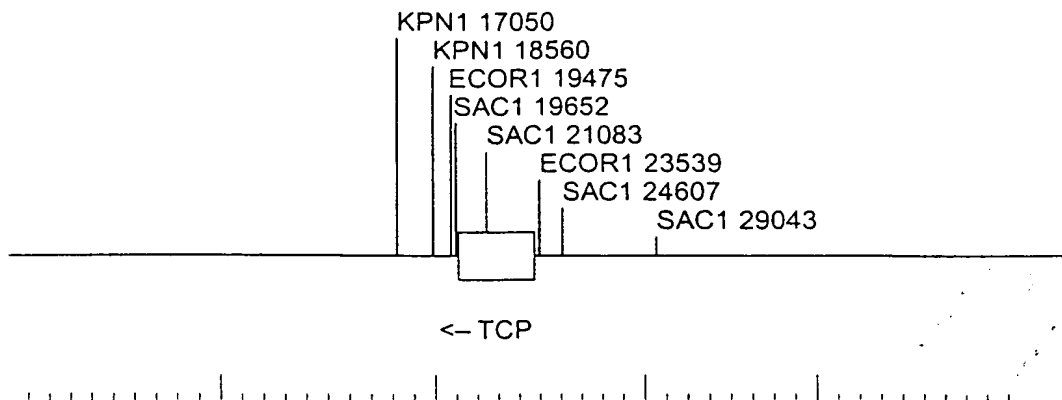 KPN1 17050
KPN1 18560
ECOR1 19475
SAC1 19652
SAC1 21083
ECOR1 23539
SAC1 24607
SAC1 29043
<– TCP